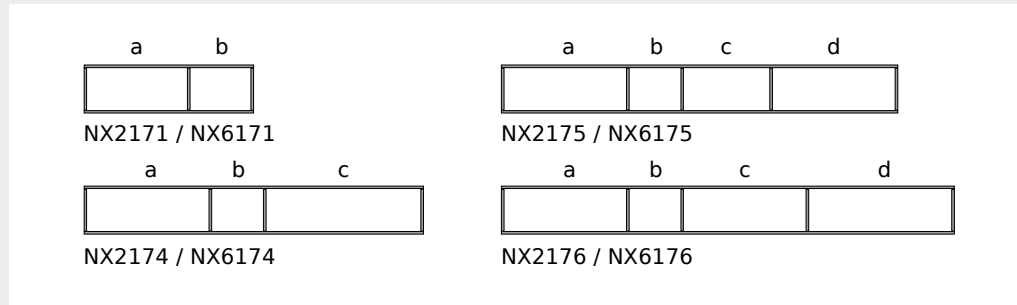 a b
NX2171 / NX6171
a b c d
NX2175 / NX6175
a b c
NX2174 / NX6174
a b c d
NX2176 / NX6176